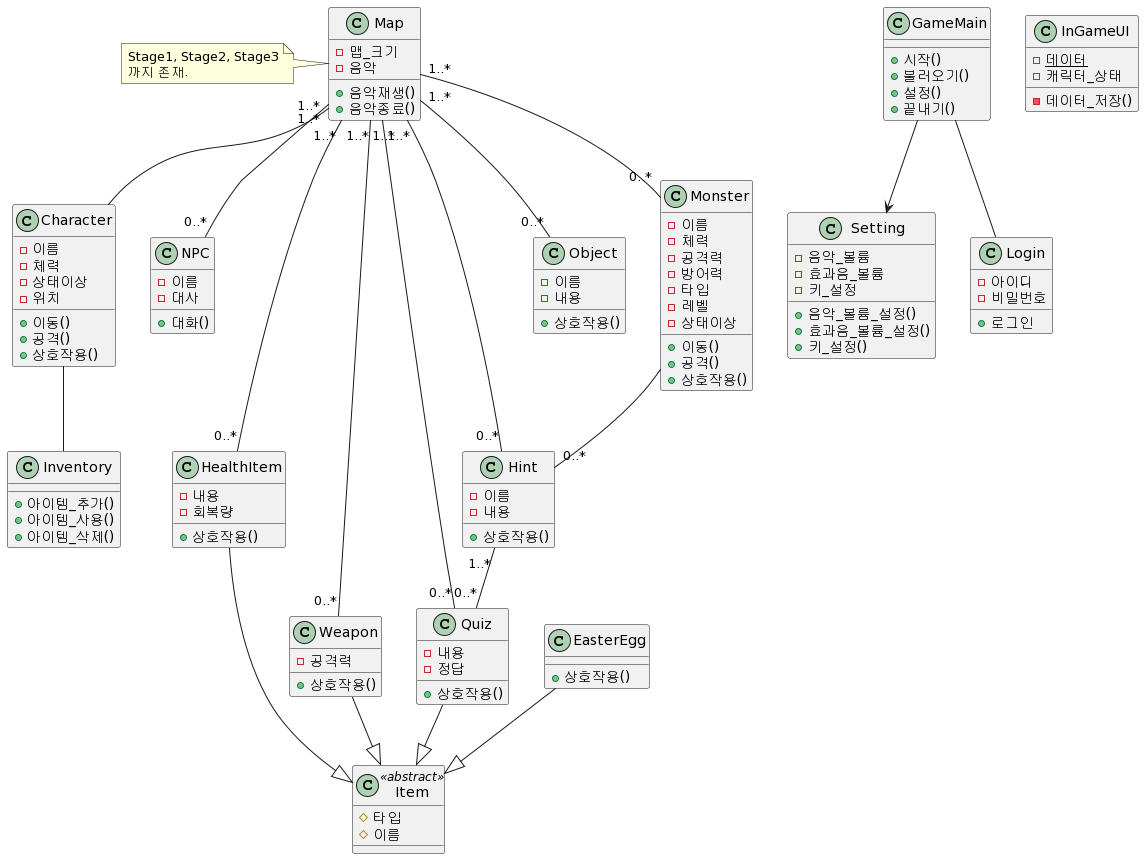 C Map
맵_크기
음악
음악재생()
음악종료()
Stage1, Stage2, Stage3
까지 존재.
C GameMain
시작()
불러오기()
설정()
끝내기()
C InGameUI
데이터
캐릭터_상태
데이터_저장()
1..*
1..*
1..*
1..*
1..*
1..*
1..*
1..*
0..*
0..*
0..*
C Character
이름
체력
상태이상
위치
이동()
공격()
상호작용()
C NPC
이름
대사
대화()
C Object
이름
내용
상호작용()
C Monster
이름
체력
공격력
방어력
타입
레벨
상태이상
이동()
공격()
상호작용()
C Setting
음악_볼륨
효과음_볼륨
키_설정
음악_볼륨_설정()
효과음_볼륨_설정()
키_설정()
C Login
아이디
비밀번호
로그인
0..*
0..*
0..*
C Inventory
아이템_추가()
아이템_사용()
아이템_삭제()
C HealthItem
내용
회복량
상호작용()
C Hint
이름
내용
상호작용()
1..*
0..*
0..*
0..*
C Weapon
공격력
상호작용()
C Quiz
내용
정답
상호작용()
C EasterEgg
상호작용()
C «abstract»
Item
타입
이름